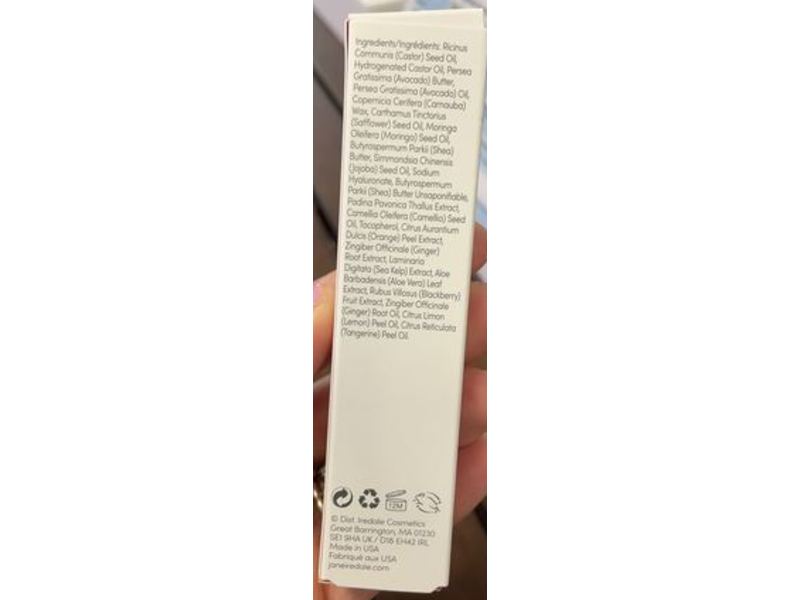 Ingredients/Ingrédients: Ricinus
Communis (Castor) Seed Oil,
Hydrogenated Castor Oil, Persea
Gratissima (Avocado) Butter,
Persea Gratissima (Avocado) Oil,
Copernicia Cerifera (Carnauba)
Wax, Carthamus Tinctorius
(Safflower) Seed Oil, Moringa
Oleifera (Moringa) Seed Oil,
Butyrospermum Parkii (Shea)
Butter, Simmondsia Chinensis
(Jojoba) Seed Oil, Sodium
Hyaluronate, Butyrospermum
Parkii (Shea) Butter Unsaponifiable,
Padina Pavonica Thallus Extract,
Camellia Oleifera (Camellia) Seed
Oil, Tocopherol, Citrus Aurantium
Dulcis (Orange) Peel Extract,
Zingiber Officinale (Ginger)
Root Extract, Laminaria
Digitata (Sea Kelp) Extract, Aloe
Barbadensis (Aloe Vera) Leaf
Extract, Rubus Villosus (Blackberry)
Fruit Extract, Zingiber Officinale
(Ginger) Root Oil, Citrus Limon
(Lemon) Peel Oil, Citrus Reticulata
(Tangerine) Peel Oil.
12M
© Dist. Iredale Cosmetics
Great Barrington, MA 01230
SE1 9HA UK / D18 EH42 IRL
Made in USA
Fabriqué aux USA
janeiredale.com